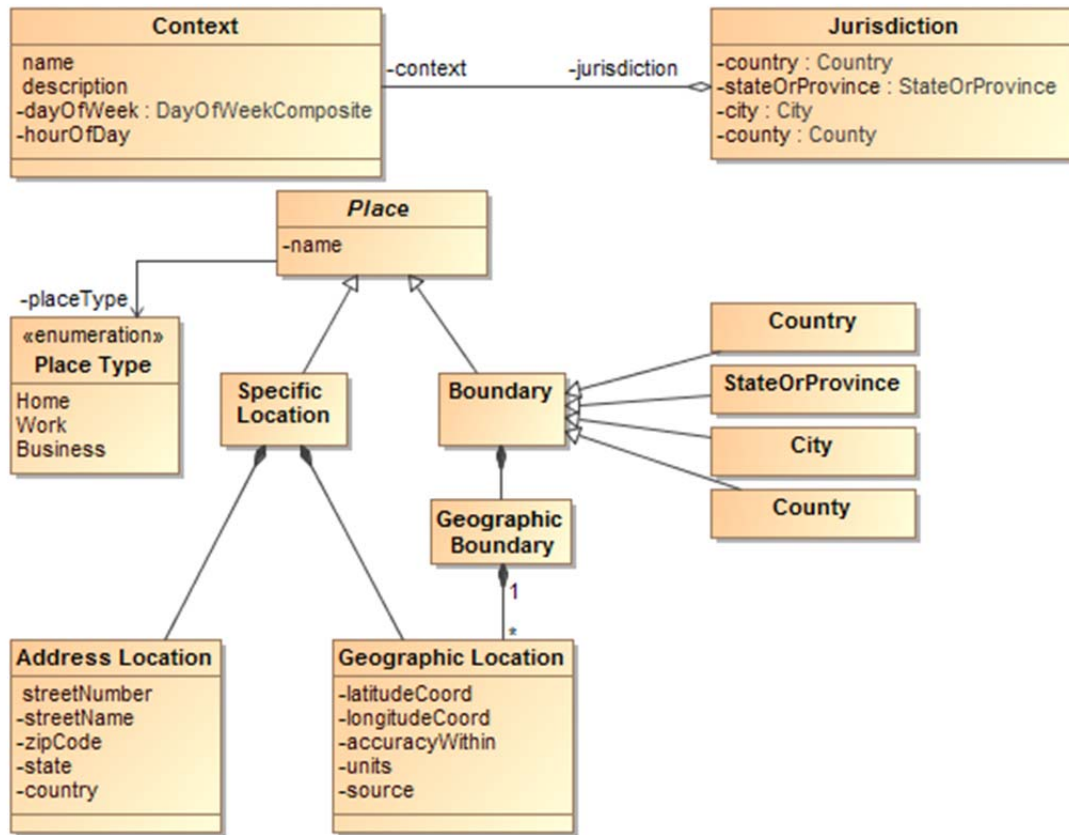 Context
name
description
-dayOfWeek : DayOfWeekComposite
-hourOfDay
-context
-jurisdiction
Jurisdiction
-country : Country
-stateOrProvince : StateOrProvince
-city : City
-county : County
Place
-name
-placeType
«enumeration»
Place Type
Home
Work
Business
Specific
Location
Boundary
Country
StateOrProvince
City
County
Geographic
Boundary
1
*
Address Location
streetNumber
-streetName
-zipCode
-state
-country
Geographic Location
-latitudeCoord
-longitudeCoord
-accuracyWithin
-units
-source